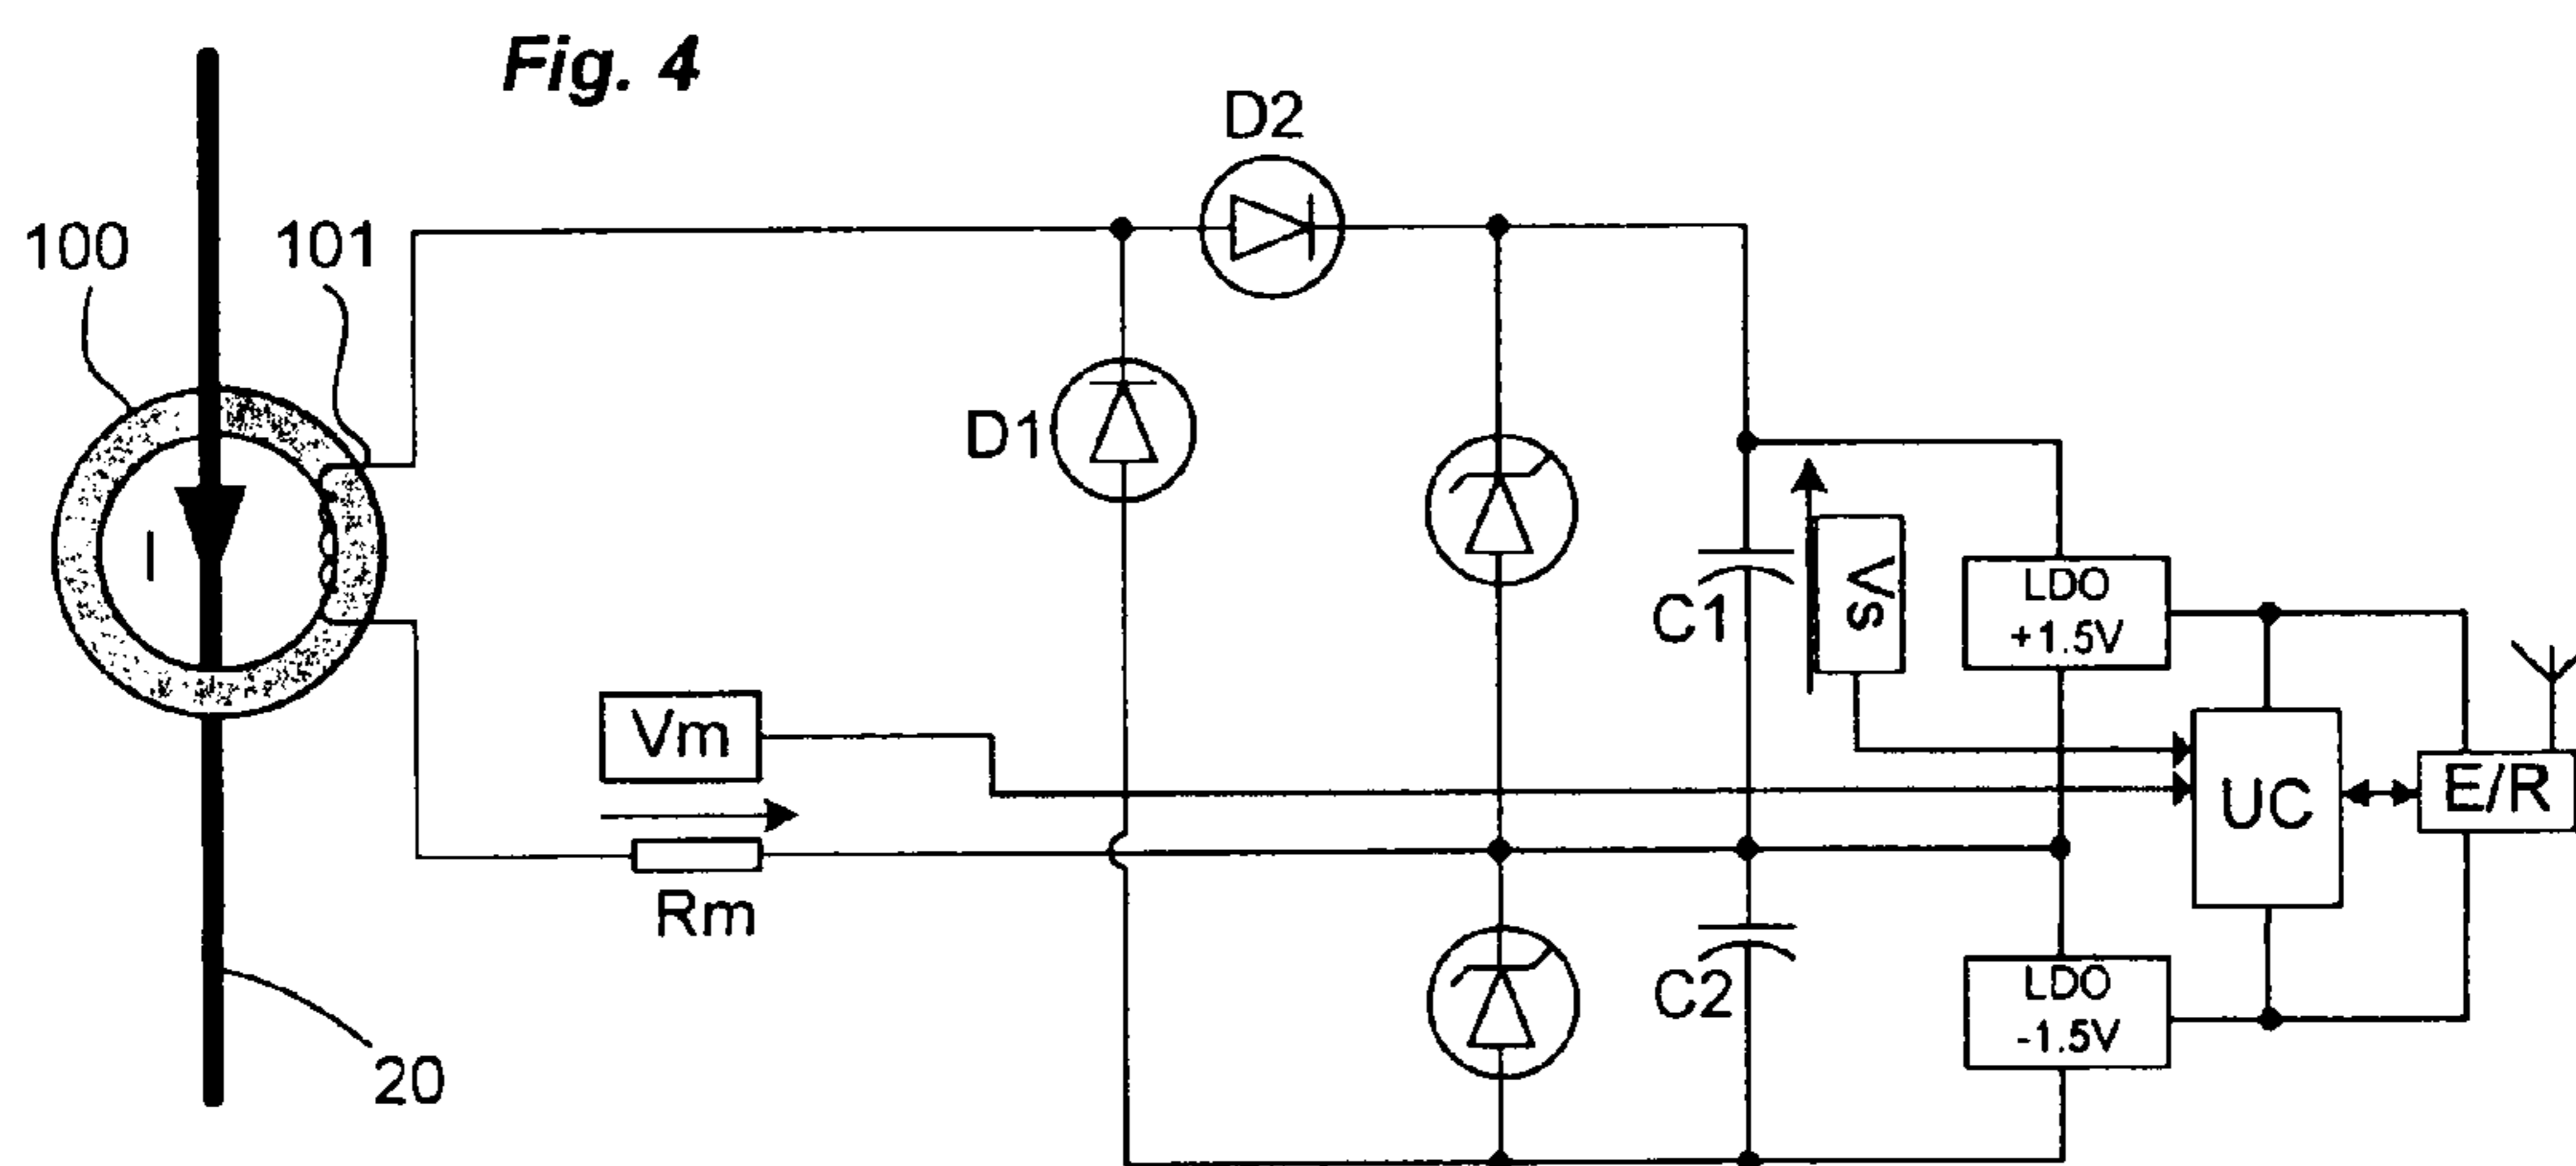 Fig. 4
D2
100
101
D1
I
Vs
C1
LDO
+1.5V
Vm
UC
E/R
Rm
C2
LDO
-1.5V
20